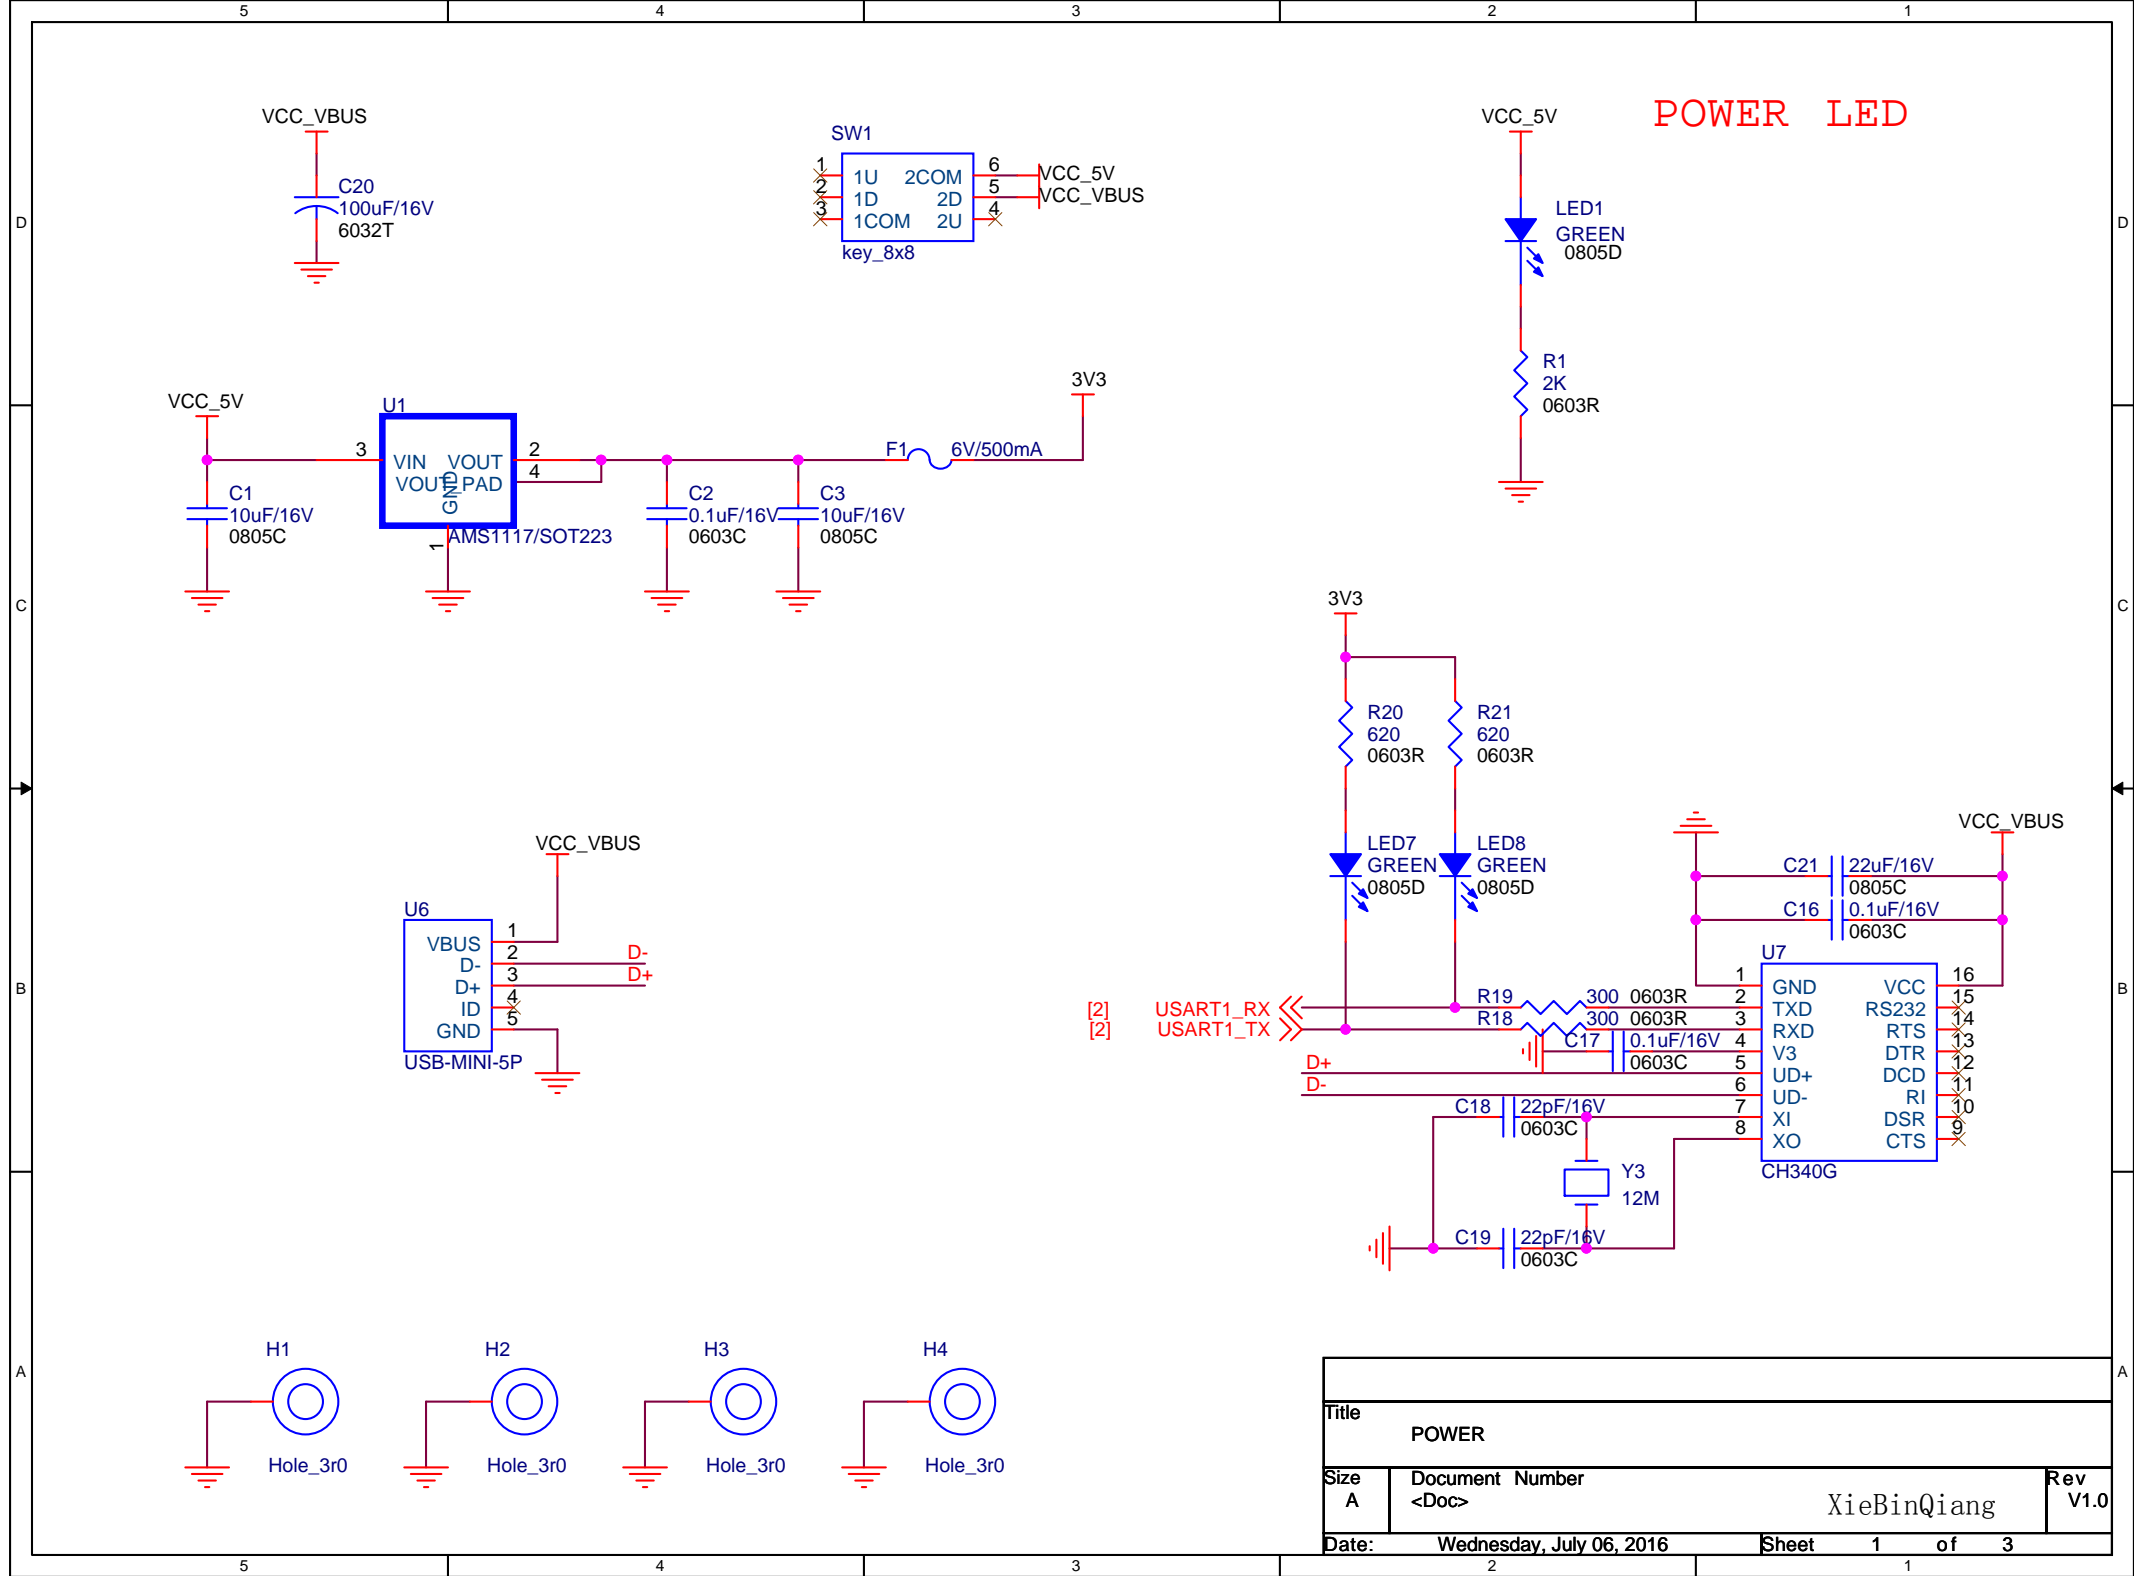 5 4 3 2 1
D
C
B
A
D
C
B
A
VCC_VBUS
C20
100uF/16V
6032T
SW1
1 1U 2COM 6 VCC_5V
2 1D 2D 5 VCC_VBUS
3 1COM 2U 4
key_8x8
VCC_5V
POWER LED
LED1
GREEN
0805D
R1
2K
0603R
VCC_5V
U1
3 VIN VOUT 2
VOUT_PAD 4
GND
1
AMS1117/SOT223
C1
10uF/16V
0805C
C2
0.1uF/16V
0603C
C3
10uF/16V
0805C
F1 6V/500mA
3V3
3V3
R20
620
0603R
R21
620
0603R
LED7
GREEN
0805D
LED8
GREEN
0805D
VCC_VBUS
U6
VBUS 1
D- 2 D-
D+ 3 D+
ID 4
GND 5
USB-MINI-5P
VCC_VBUS
C21 22uF/16V
0805C
C16 0.1uF/16V
0603C
U7
1 GND VCC 16
2 TXD RS232 15
3 RXD RTS 14
4 V3 DTR 13
5 UD+ DCD 12
6 UD- RI 11
7 XI DSR 10
8 XO CTS 9
CH340G
[2] USART1_RX R19 300 0603R
[2] USART1_TX R18 300 0603R
C17 0.1uF/16V
0603C
D+
D-
C18 22pF/16V
0603C
Y3
12M
C19 22pF/16V
0603C
H1
Hole_3r0
H2
Hole_3r0
H3
Hole_3r0
H4
Hole_3r0
Title
POWER
Size
A
Document Number
<Doc>
XieBinQiang
Rev
V1.0
Date: Wednesday, July 06, 2016 Sheet 1 of 3
5 4 3 2 1